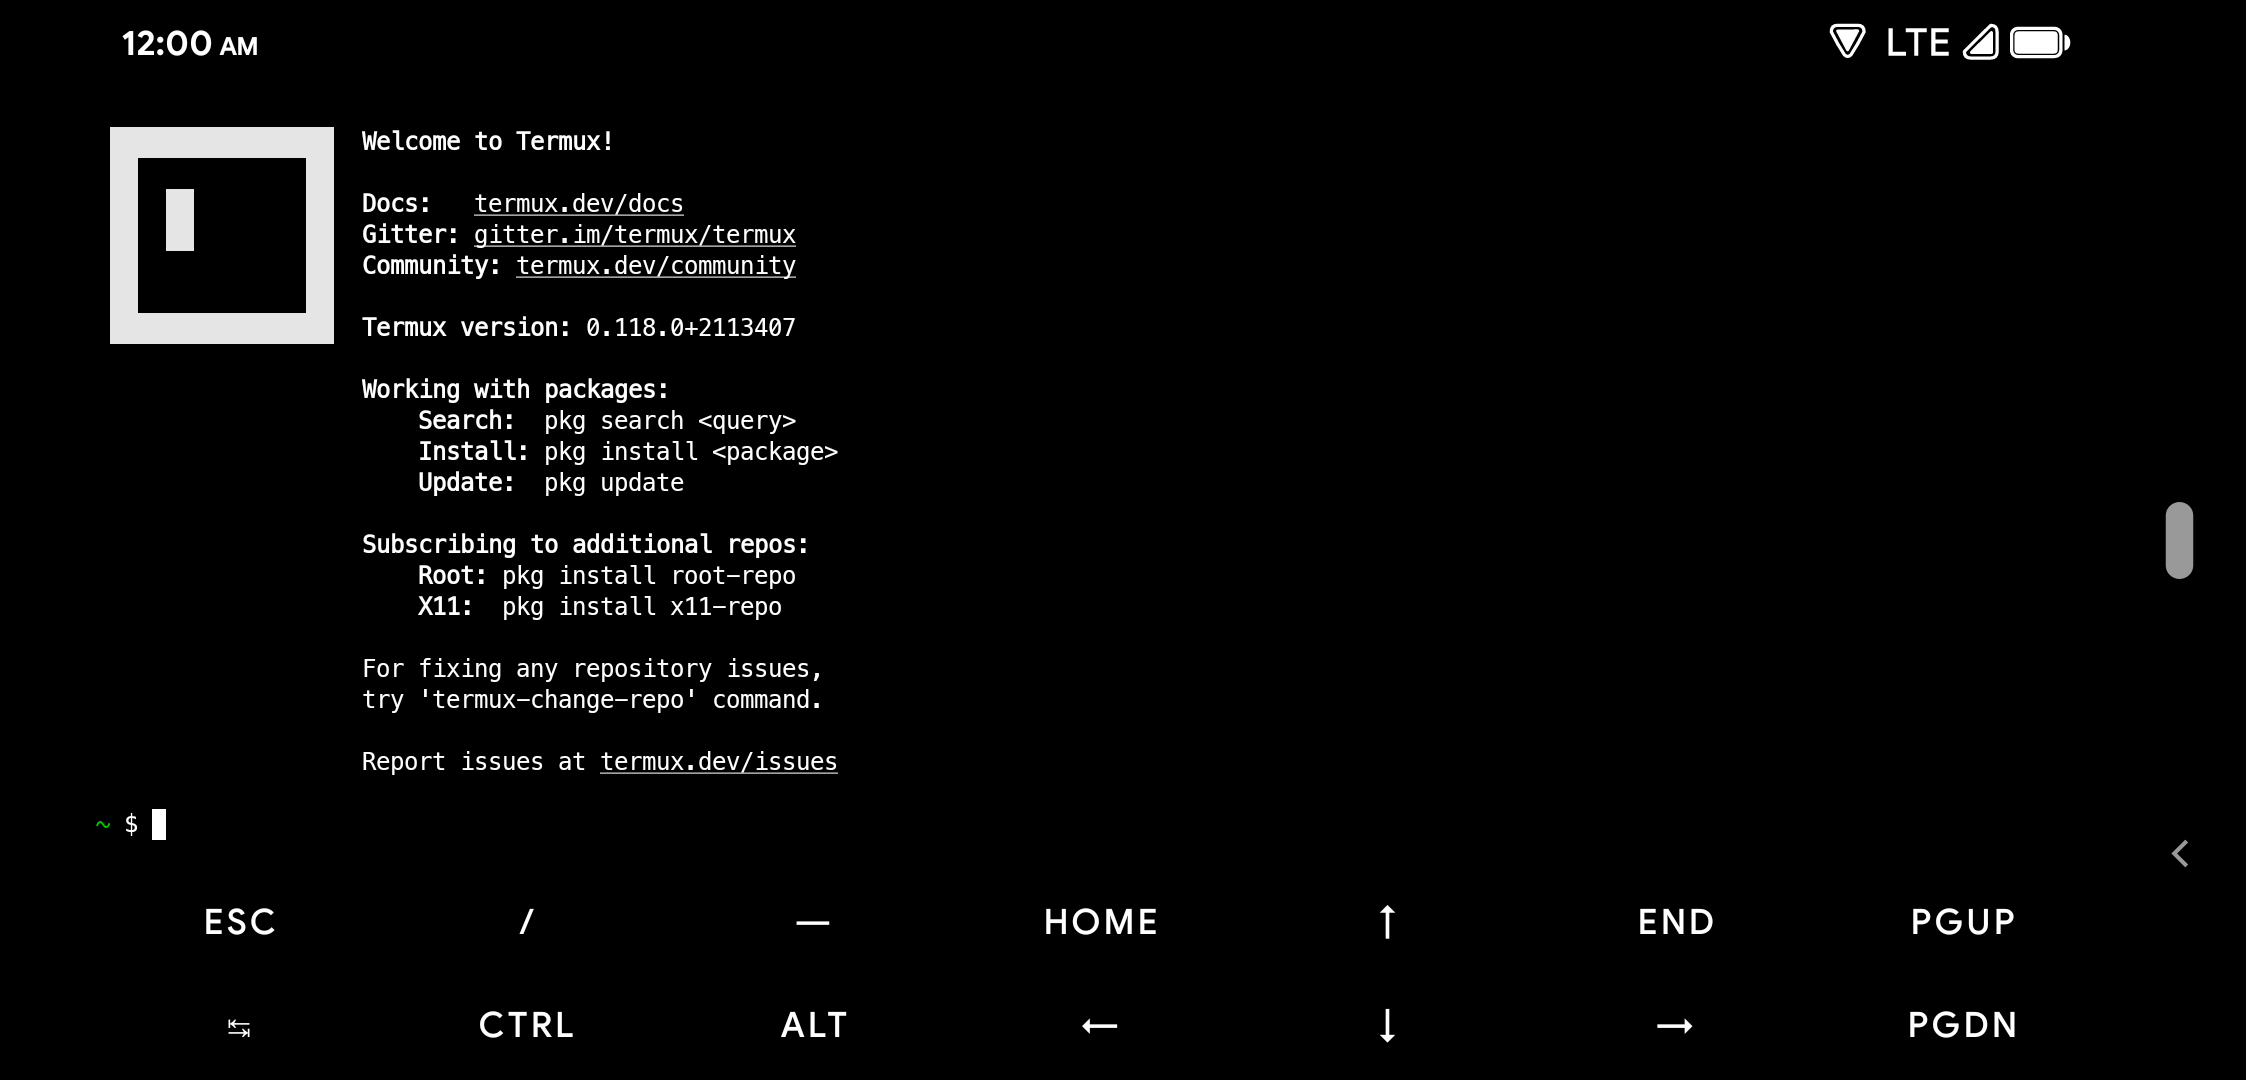 12:00 AM
LTE
Welcome to Termux!
Docs: termux.dev/docs
Gitter: gitter.im/termux/termux
Community: termux.dev/community
Termux version: 0.118.0+2113407
Working with packages:
Search: pkg search <query>
Install: pkg install <package>
Update: pkg update
Subscribing to additional repos:
Root: pkg install root-repo
X11: pkg install x11-repo
For fixing any repository issues,
try 'termux-change-repo' command.
Report issues at termux.dev/issues
~ $
ESC / — HOME ↑ END PGUP
↹ CTRL ALT ← ↓ → PGDN